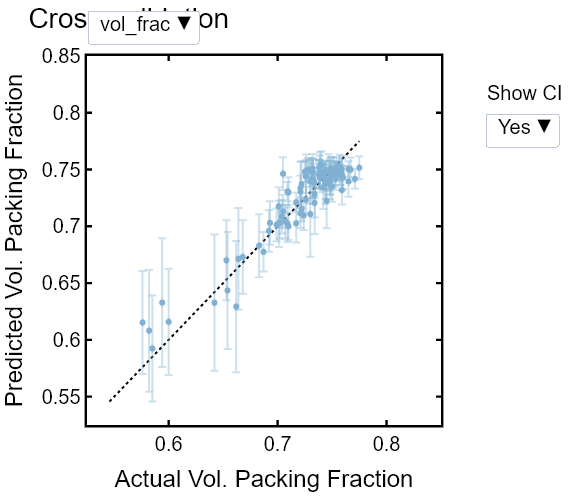 vol_frac ▼
Show CI
Yes ▼
Predicted Vol. Packing Fraction
0.85
0.8
0.75
0.7
0.65
0.6
0.55
0.6
0.7
0.8
Actual Vol. Packing Fraction